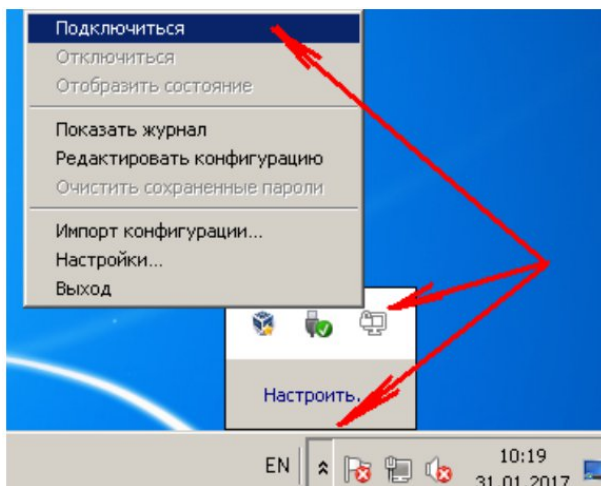 Подключиться
Отключиться
Отобразить состояние
Показать журнал
Редактировать конфигурацию
Очистить сохраненные пароли
Импорт конфигурации...
Настройки...
Выход
Настроить.
EN
10:19
31.01.2017